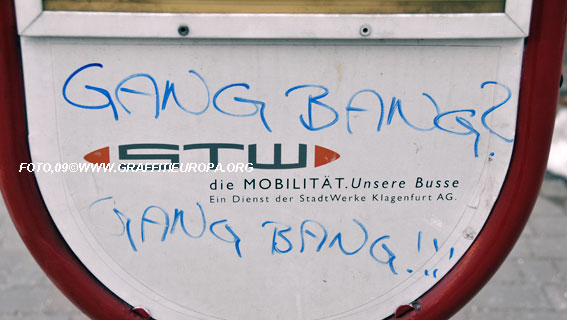 GANG BANG?
STW
FOTO,09©WWW.GRAFFITIEUROPA.ORG
die MOBILITÄT.Unsere Busse
Ein Dienst der StadtWerke Klagenfurt AG.
GANG BANG!!!